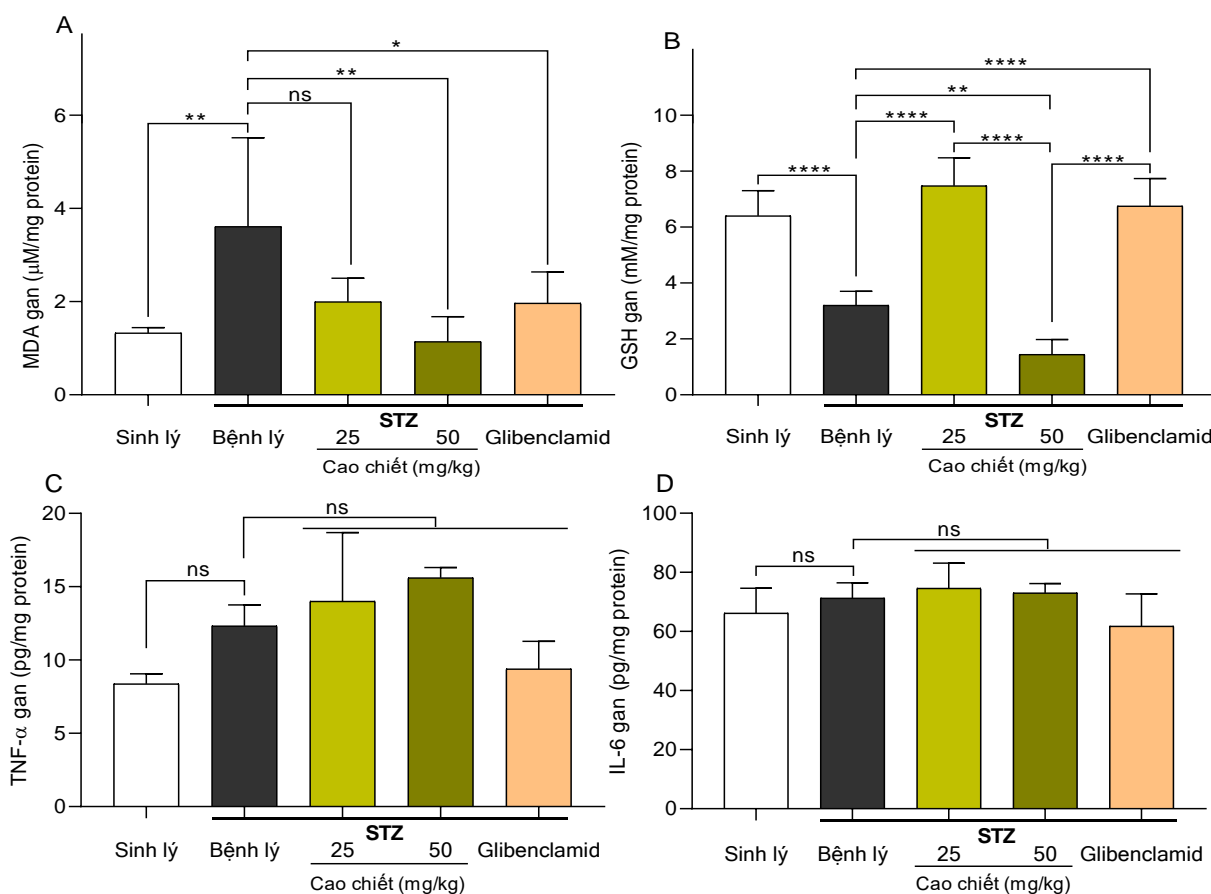 A
MDA gan (μM/mg protein)
6
4
2
0
**
ns
**
*
Sinh lý
Bệnh lý
STZ
25
50
Glibenclamid
Cao chiết (mg/kg)
B
GSH gan (mM/mg protein)
10
8
6
4
2
0
****
****
**
****
****
****
Sinh lý
Bệnh lý
STZ
25
50
Glibenclamid
Cao chiết (mg/kg)
C
TNF-α gan (pg/mg protein)
20
15
10
5
0
ns
ns
Sinh lý
Bệnh lý
STZ
25
50
Glibenclamid
Cao chiết (mg/kg)
D
IL-6 gan (pg/mg protein)
100
80
60
40
20
0
ns
ns
Sinh lý
Bệnh lý
STZ
25
50
Glibenclamid
Cao chiết (mg/kg)